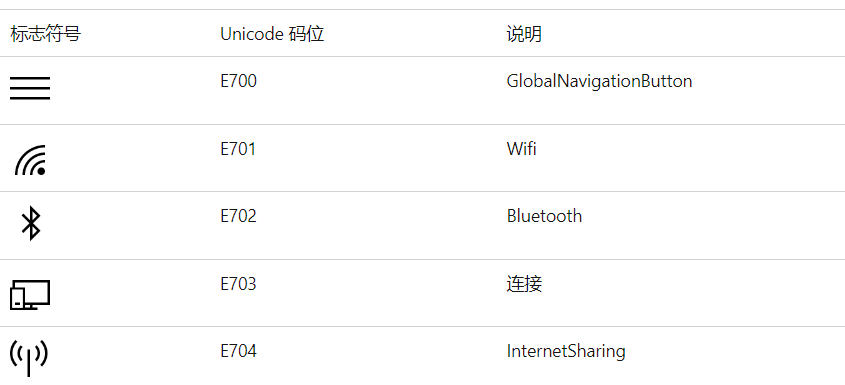 标志符号 Unicode 码位 说明
E700 GlobalNavigationButton
E701 Wifi
E702 Bluetooth
E703 连接
E704 InternetSharing